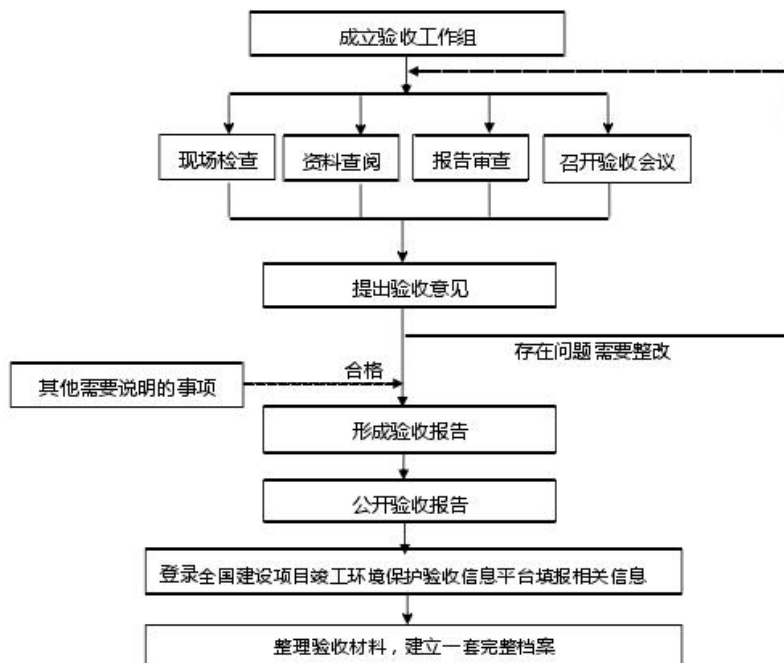 成立验收工作组
现场检查
资料查阅
报告审查
召开验收会议
提出验收意见
存在问题需要整改
合格
其他需要说明的事项
形成验收报告
公开验收报告
登录全国建设项目竣工环境保护验收信息平台填报相关信息
整理验收材料，建立一套完整档案